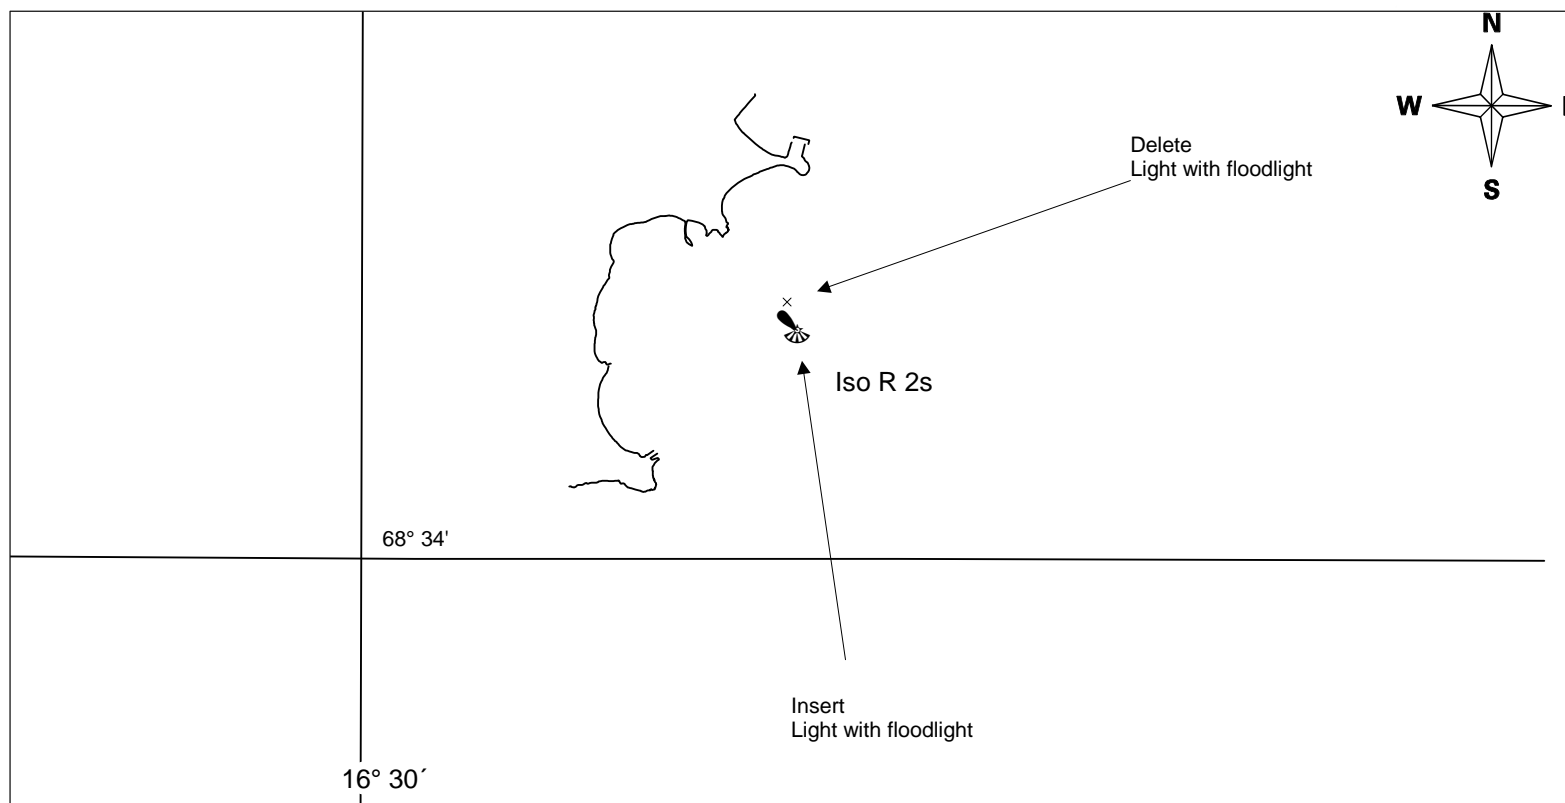 N
W
S
Delete
Light with floodlight
Iso R 2s
68° 34'
Insert
Light with floodlight
16° 30´